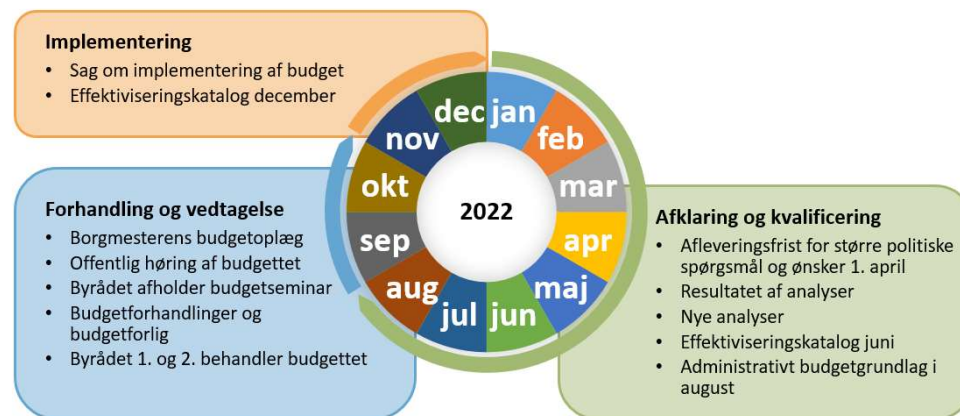 Implementering
• Sag om implementering af budget
• Effektiviseringskatalog december
Forhandling og vedtagelse
• Borgmesterens budgetoplæg
• Offentlig høring af budgettet
• Byrådet afholder budgetseminar
• Budgetforhandlinger og
budgetforlig
• Byrådet 1. og 2. behandler budgettet
jan
feb
mar
apr
maj
jun
jul
aug
sep
okt
nov
dec
2022
Afklaring og kvalificering
• Afleveringsfrist for større politiske
spørgsmål og ønsker 1. april
• Resultatet af analyser
• Nye analyser
• Effektiviseringskatalog juni
• Administrativt budgetgrundlag i
august